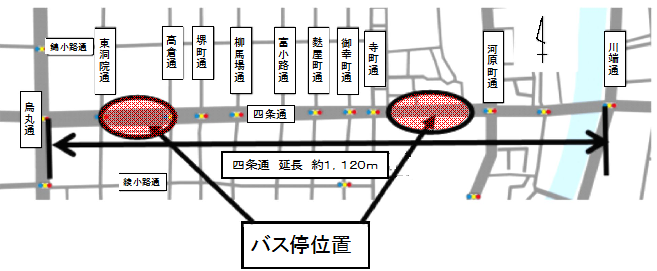 錦小路通
東洞院通
高倉通
堺町通
柳馬場通
富小路通
麩屋町通
御幸町通
寺町通
河原町通
川端通
烏丸通
四条通
四条通 延長 約1,120m
綾小路通
バス停位置